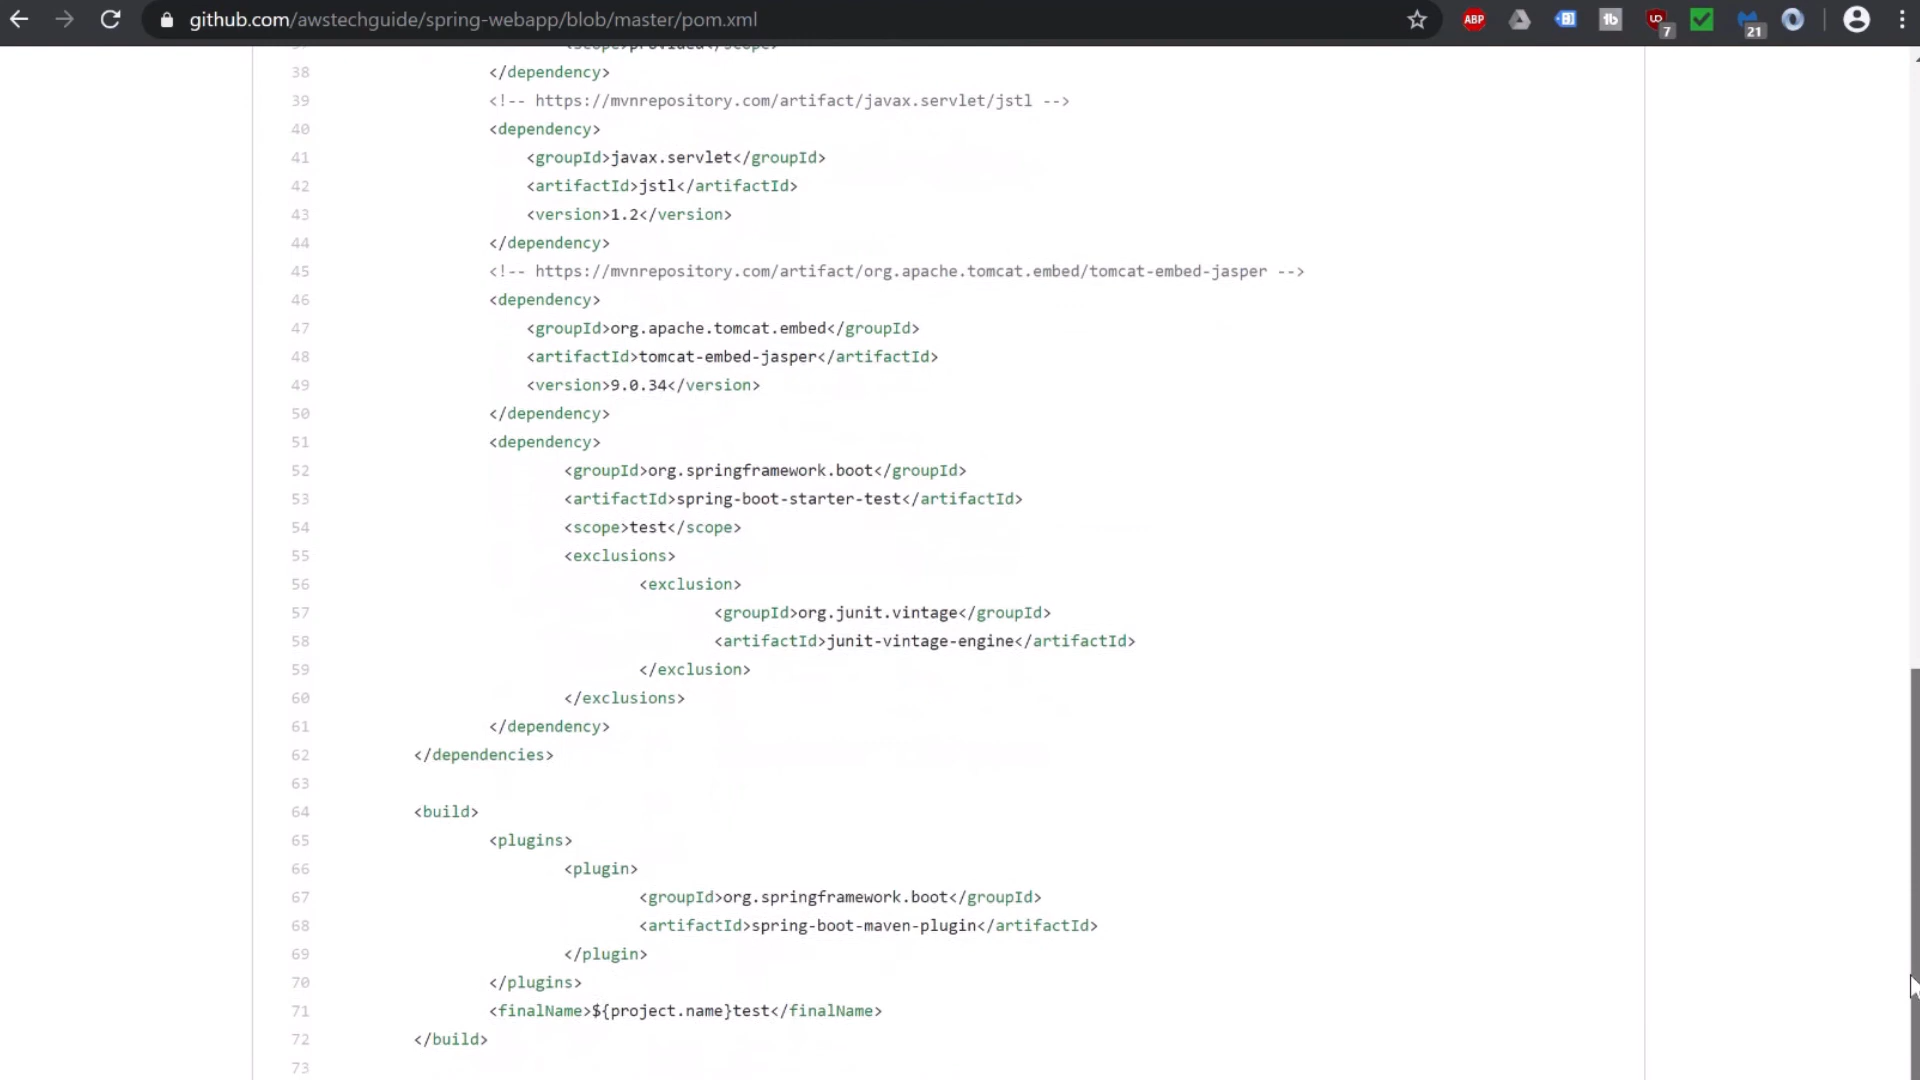 github.com/awstechguide/spring-webapp/blob/master/pom.xml
ABP
7
21
37 <scope>provided</scope>
38 </dependency>
39 <!-- https://mvnrepository.com/artifact/javax.servlet/jstl -->
40 <dependency>
41 <groupId>javax.servlet</groupId>
42 <artifactId>jstl</artifactId>
43 <version>1.2</version>
44 </dependency>
45 <!-- https://mvnrepository.com/artifact/org.apache.tomcat.embed/tomcat-embed-jasper -->
46 <dependency>
47 <groupId>org.apache.tomcat.embed</groupId>
48 <artifactId>tomcat-embed-jasper</artifactId>
49 <version>9.0.34</version>
50 </dependency>
51 <dependency>
52 <groupId>org.springframework.boot</groupId>
53 <artifactId>spring-boot-starter-test</artifactId>
54 <scope>test</scope>
55 <exclusions>
56 <exclusion>
57 <groupId>org.junit.vintage</groupId>
58 <artifactId>junit-vintage-engine</artifactId>
59 </exclusion>
60 </exclusions>
61 </dependency>
62 </dependencies>
63
64 <build>
65 <plugins>
66 <plugin>
67 <groupId>org.springframework.boot</groupId>
68 <artifactId>spring-boot-maven-plugin</artifactId>
69 </plugin>
70 </plugins>
71 <finalName>${project.name}test</finalName>
72 </build>
73